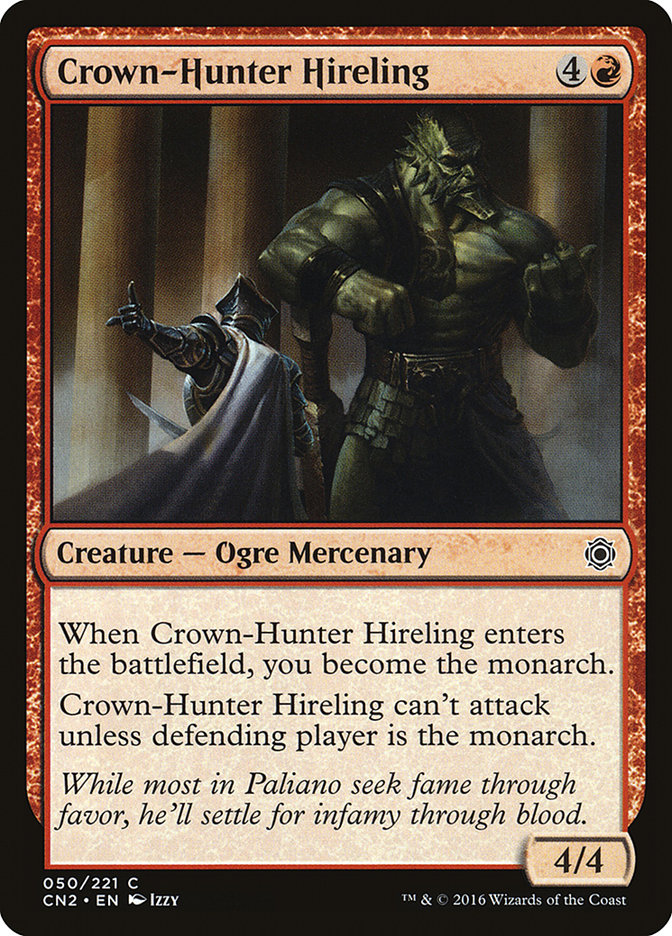 Crown-Hunter Hireling 4
Creature — Ogre Mercenary
When Crown-Hunter Hireling enters
the battlefield, you become the monarch.
Crown-Hunter Hireling can't attack
unless defending player is the monarch.
While most in Paliano seek fame through
favor, he'll settle for infamy through blood.
4/4
050/221 C
CN2 • EN Izzy
™ & © 2016 Wizards of the Coast